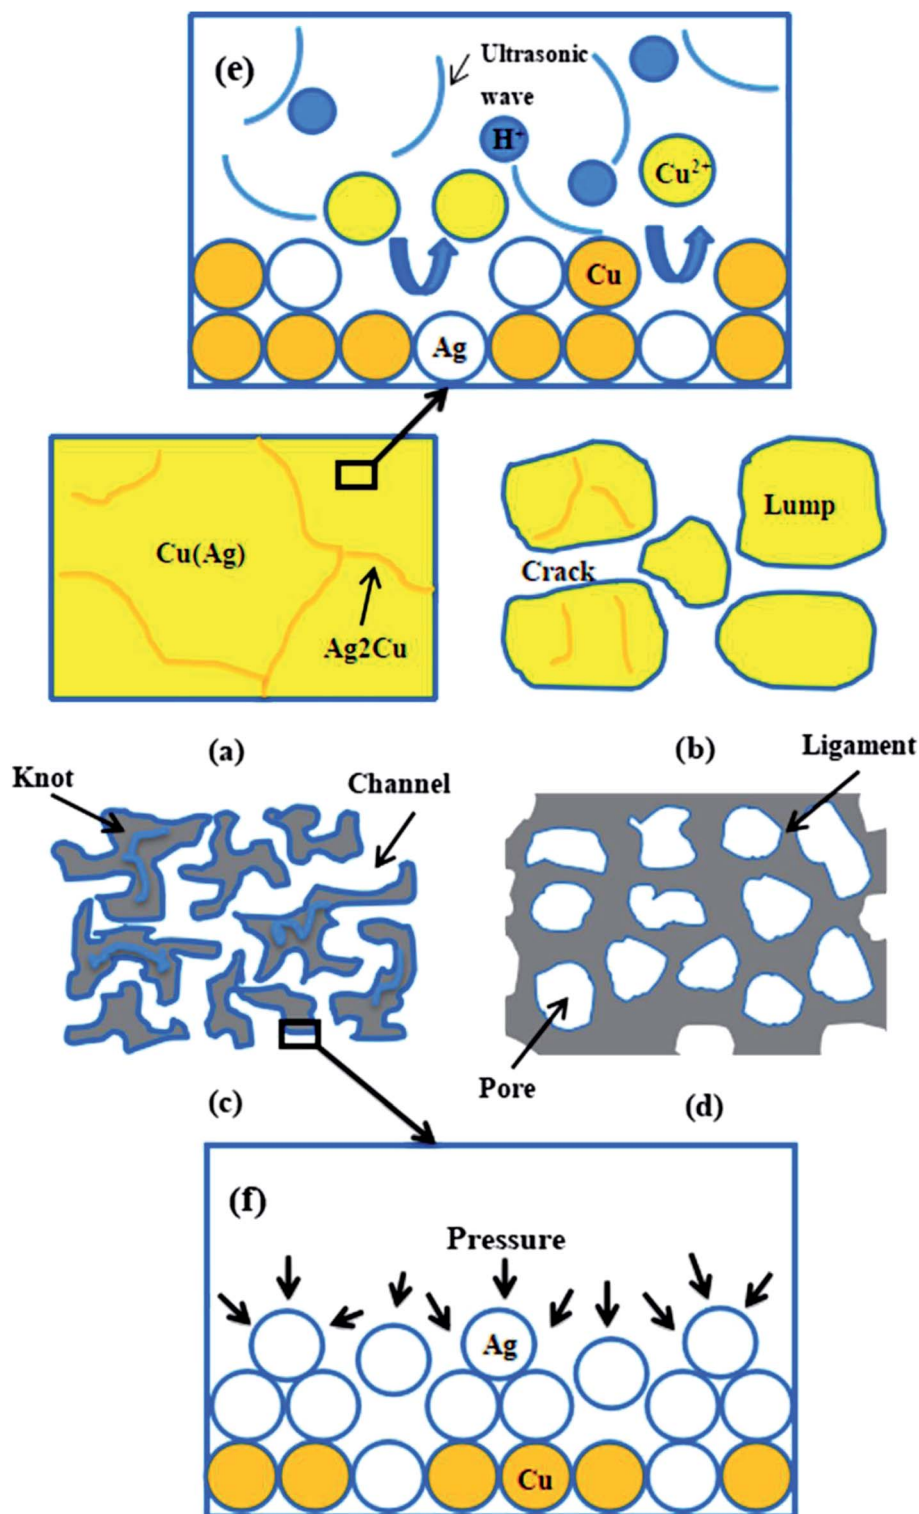 (e)
Ultrasonic
wave
H⁺
Cu²⁺
Cu
Ag
Cu(Ag)
Ag2Cu
Lump
Crack
(a)
(b)
Knot
Channel
Ligament
Pore
(c)
(d)
(f)
Pressure
Ag
Cu